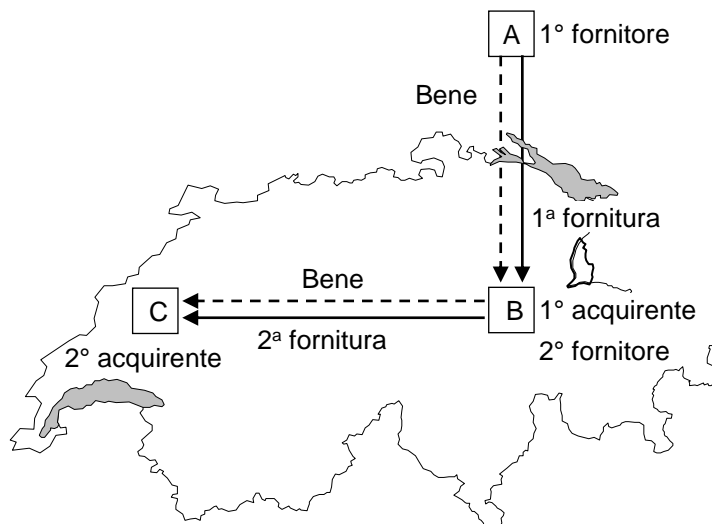 A 1° fornitore
Bene
1ª fornitura
Bene
C
B 1° acquirente
2ª fornitura
2° acquirente
2° fornitore